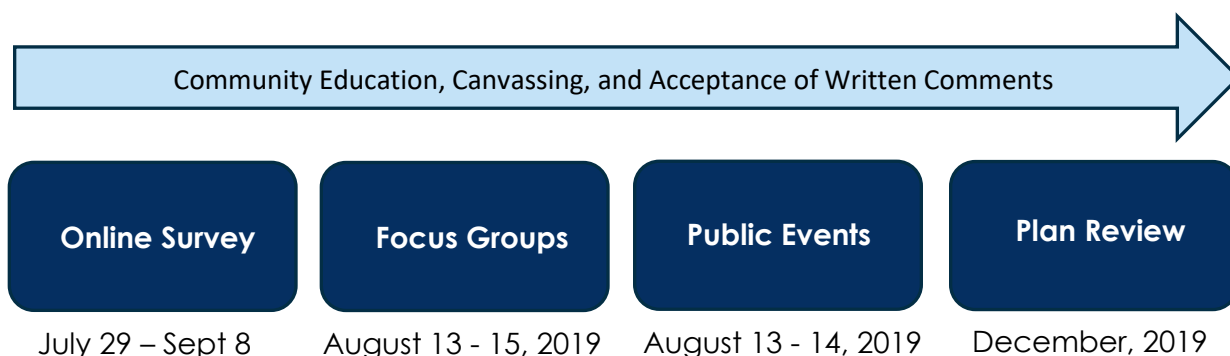 Community Education, Canvassing, and Acceptance of Written Comments
Online Survey
Focus Groups
Public Events
Plan Review
July 29 – Sept 8
August 13 - 15, 2019
August 13 - 14, 2019
December, 2019